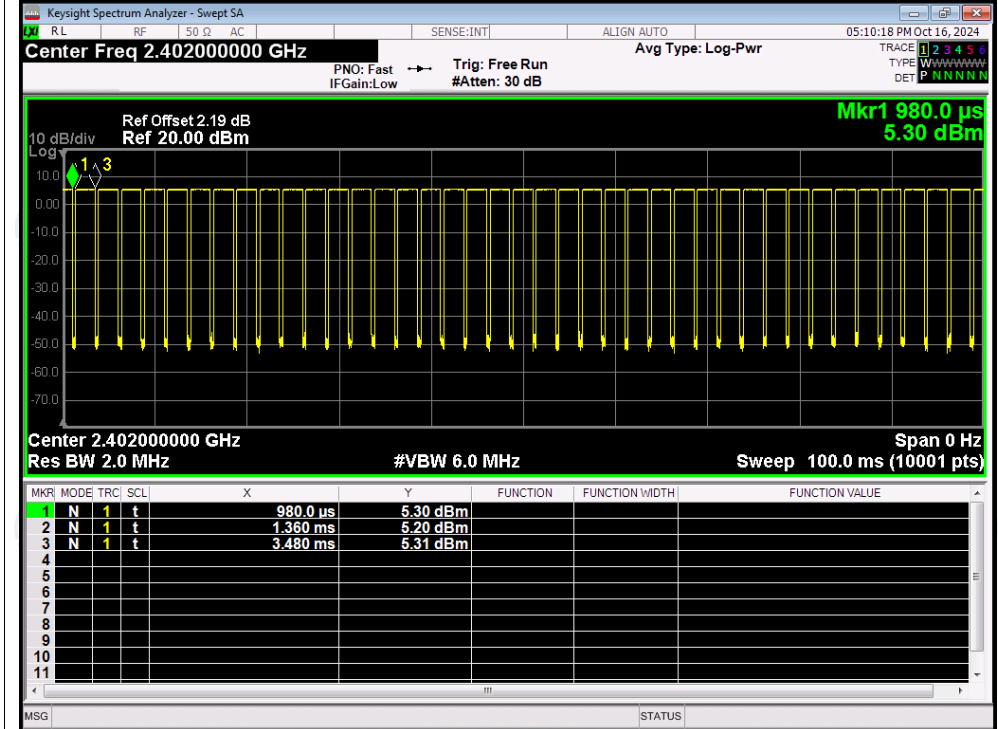 Keysight Spectrum Analyzer - Swept SA
LXI RL RF 50 Ω AC SENSE:INT ALIGN AUTO 05:10:18 PM Oct 16, 2024
Center Freq 2.402000000 GHz Avg Type: Log-Pwr TRACE 1 2 3 4 5 6
PNO: Fast Trig: Free Run TYPE WWWWWW
IFGain:Low #Atten: 30 dB DET P N N N N N
Mkr1 980.0 µs
Ref Offset 2.19 dB
10 dB/div Ref 20.00 dBm 5.30 dBm
Log
1 3
10.0
0.00
-10.0
-20.0
-30.0
-40.0
-50.0
-60.0
-70.0
Center 2.402000000 GHz Span 0 Hz
Res BW 2.0 MHz #VBW 6.0 MHz Sweep 100.0 ms (10001 pts)
MKR MODE TRC SCL X Y FUNCTION FUNCTION WIDTH FUNCTION VALUE
1 N 1 t 980.0 µs 5.30 dBm
2 N 1 t 1.360 ms 5.20 dBm
3 N 1 t 3.480 ms 5.31 dBm
4
5
6
7
8
9
10
11
MSG STATUS